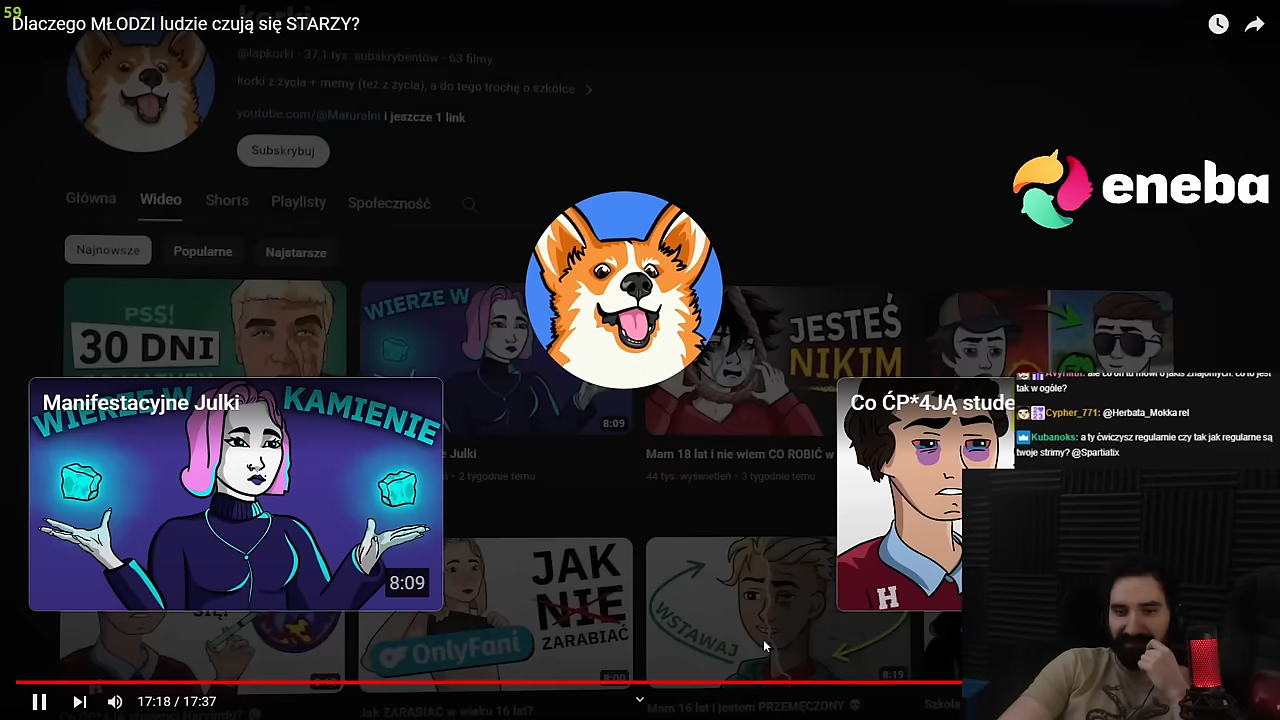 59
Dlaczego MŁODZI ludzie czują się STARZY?
@lapkorki · 37,1 tys. subskrybentów · 63 filmy
korki z życia + memy (też z życia), a do tego trochę o szkółce
youtube.com/@Maturalni i jeszcze 1 link
Subskrybuj
eneba
Główna Wideo Shorts Playlisty Społeczność
Najnowsze Popularne Najstarsze
PSS!
30 DNI
WIERZE W
JESTEŚ
NIKIM
8:09
Julki
2 tygodnie temu
Mam 18 lat i nie wiem CO ROBIĆ w
44 tys. wyświetleń · 3 tygodnie temu
Manifestacyjne Julki
WIERZE W KAMIENIE
8:09
Co ĆP*4JĄ stude
H
ale co on tu mówi o jakiś znajomych. co to jest
tak w ogóle?
Cypher_771: @Herbata_Mokka rel
Kubanoks: a ty ćwiczysz regularnie czy tak jak regularne są
twoje strimy? @Spartiatix
JAK
NIE
ZARABIAĆ
OnlyFani
8:00
WSTAWAJ
8:19
17:18 / 17:37
Jak ZARABIAĆ w wieku 16 lat?
Mam 16 lat i jestem PRZEMĘCZONY